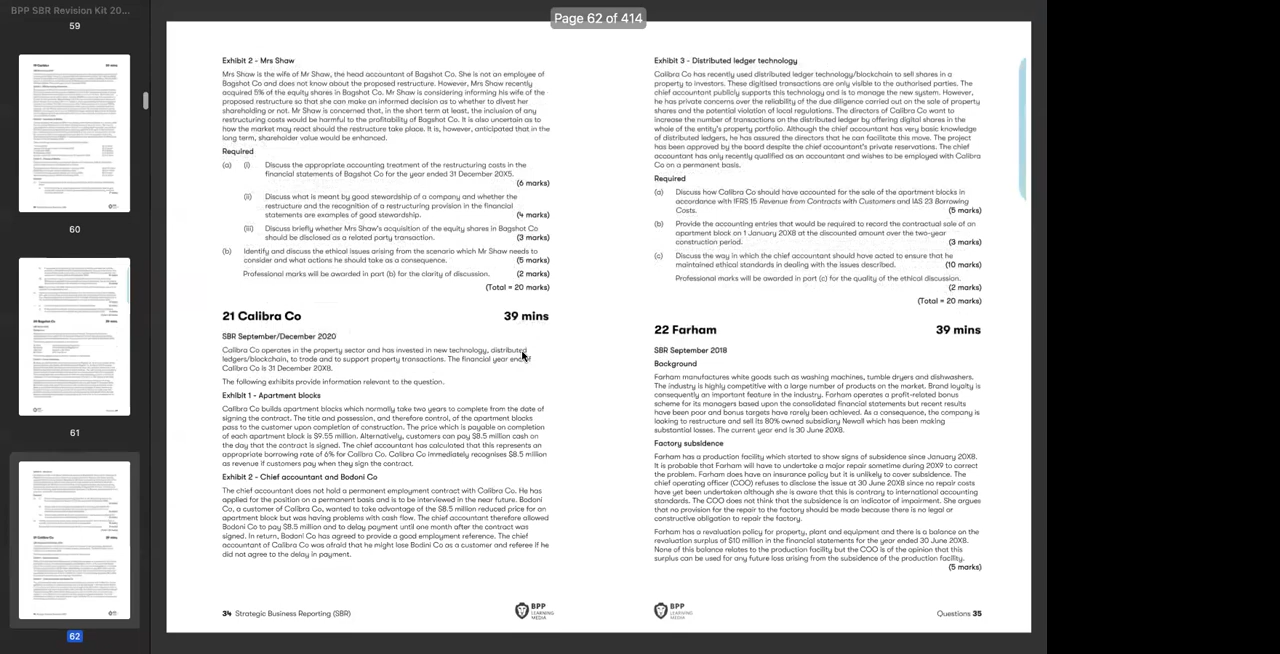 BPP SBR Revision Kit 20...
Page 62 of 414
59
60
61
62
Exhibit 2 - Mrs Shaw
Mrs Shaw is the wife of Mr Shaw, the head accountant of Bagshot Co. She is not an employee of
Bagshot Co and does not know about the proposed restructure. However, Mrs Shaw recently
acquired 5% of the equity shares in Bagshot Co. Mr Shaw is considering informing his wife of the
proposed restructure so that she can make an informed decision as to whether to divest her
shareholding or not. Mr Shaw is concerned that, in the short term at least, the inclusion of any
restructuring costs would be harmful to the profitability of Bagshot Co. It is also uncertain as to
how the market may react should the restructure take place. It is, however, anticipated that in the
long term, shareholder value would be enhanced.
Required
(a) (i) Discuss the appropriate accounting treatment of the restructuring costs in the
financial statements of Bagshot Co for the year ended 31 December 20X5.
(6 marks)
(ii) Discuss what is meant by good stewardship of a company and whether the
restructure and the recognition of a restructuring provision in the financial
statements are examples of good stewardship. (4 marks)
(iii) Discuss briefly whether Mrs Shaw's acquisition of the equity shares in Bagshot Co
should be disclosed as a related party transaction. (3 marks)
(b) Identify and discuss the ethical issues arising from the scenario which Mr Shaw needs to
consider and what actions he should take as a consequence. (5 marks)
Professional marks will be awarded in part (b) for the clarity of discussion. (2 marks)
(Total = 20 marks)
21 Calibra Co 39 mins
SBR September/December 2020
Calibra Co operates in the property sector and has invested in new technology, distributed
ledgers/blockchain, to trade and to support property transactions. The financial year end of
Calibra Co is 31 December 20X8.
The following exhibits provide information relevant to the question.
Exhibit 1 - Apartment blocks
Calibra Co builds apartment blocks which normally take two years to complete from the date of
signing the contract. The title and possession, and therefore control, of the apartment blocks
pass to the customer upon completion of construction. The price which is payable on completion
of each apartment block is $9.55 million. Alternatively, customers can pay $8.5 million cash on
the day that the contract is signed. The chief accountant has calculated that this represents an
appropriate borrowing rate of 6% for Calibra Co. Calibra Co immediately recognises $8.5 million
as revenue if customers pay when they sign the contract.
Exhibit 2 - Chief accountant and Bodoni Co
The chief accountant does not hold a permanent employment contract with Calibra Co. He has
applied for the position on a permanent basis and is to be interviewed in the near future. Bodoni
Co, a customer of Calibra Co, wanted to take advantage of the $8.5 million reduced price for an
apartment block but was having problems with cash flow. The chief accountant therefore allowed
Bodoni Co to pay $8.5 million and to delay payment until one month after the contract was
signed. In return, Bodoni Co has agreed to provide a good employment reference. The chief
accountant of Calibra Co was afraid that he might lose Bodoni Co as a customer and referee if he
did not agree to the delay in payment.
34 Strategic Business Reporting (SBR)
BPP
LEARNING
MEDIA
Exhibit 3 - Distributed ledger technology
Calibra Co has recently used distributed ledger technology/blockchain to sell shares in a
property to investors. These digitised transactions are only visible to the authorised parties. The
chief accountant publicly supports this technology and is to manage the new system. However,
he has private concerns over the reliability of the due diligence carried out on the sale of property
shares and the potential violation of local regulations. The directors of Calibra Co want to
increase the number of transactions on the distributed ledger by offering digital shares in the
whole of the entity's property portfolio. Although the chief accountant has very basic knowledge
of distributed ledgers, he has assured the directors that he can facilitate this move. The project
has been approved by the board despite the chief accountant's private reservations. The chief
accountant has only recently qualified as an accountant and wishes to be employed with Calibra
Co on a permanent basis.
Required
(a) Discuss how Calibra Co should have accounted for the sale of the apartment blocks in
accordance with IFRS 15 Revenue from Contracts with Customers and IAS 23 Borrowing
Costs. (5 marks)
(b) Provide the accounting entries that would be required to record the contractual sale of an
apartment block on 1 January 20X8 at the discounted amount over the two-year
construction period. (3 marks)
(c) Discuss the way in which the chief accountant should have acted to ensure that he
maintained ethical standards in dealing with the issues described. (10 marks)
Professional marks will be awarded in part (c) for the quality of the ethical discussion.
(2 marks)
(Total = 20 marks)
22 Farham 39 mins
SBR September 2018
Background
Farham manufactures white goods such as washing machines, tumble dryers and dishwashers.
The industry is highly competitive with a large number of products on the market. Brand loyalty is
consequently an important feature in the industry. Farham operates a profit-related bonus
scheme for its managers based upon the consolidated financial statements but recent results
have been poor and bonus targets have rarely been achieved. As a consequence, the company is
looking to restructure and sell its 80% owned subsidiary Newall which has been making
substantial losses. The current year end is 30 June 20X8.
Factory subsidence
Farham has a production facility which started to show signs of subsidence since January 20X8.
It is probable that Farham will have to undertake a major repair sometime during 20X9 to correct
the problem. Farham does have an insurance policy but it is unlikely to cover subsidence. The
chief operating officer (COO) refuses to disclose the issue at 30 June 20X8 since no repair costs
have yet been undertaken although she is aware that this is contrary to international accounting
standards. The COO does not think that the subsidence is an indicator of impairment. She argues
that no provision for the repair to the factory should be made because there is no legal or
constructive obligation to repair the factory.
Farham has a revaluation policy for property, plant and equipment and there is a balance on the
revaluation surplus of $10 million in the financial statements for the year ended 30 June 20X8.
None of this balance relates to the production facility but the COO is of the opinion that this
surplus can be used for any future loss arising from the subsidence of the production facility.
(5 marks)
BPP
LEARNING
MEDIA
Questions 35